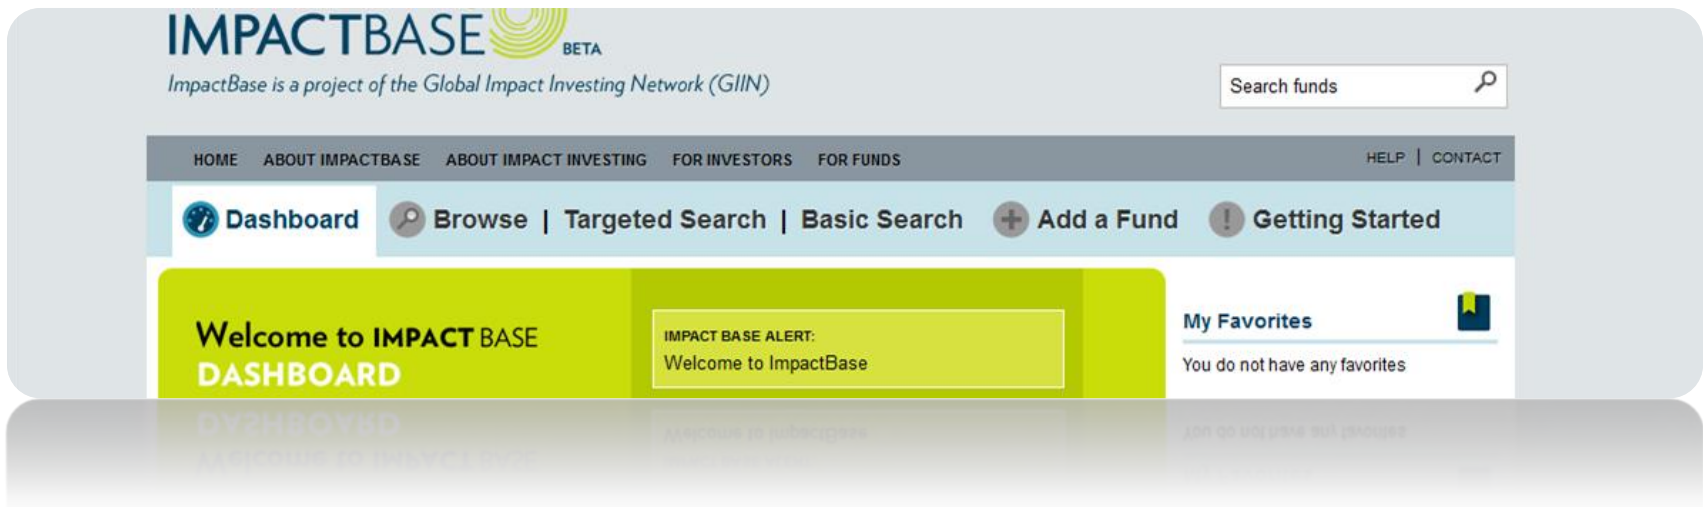 IMPACTBASE BETA
ImpactBase is a project of the Global Impact Investing Network (GIIN)
Search funds
HOME ABOUT IMPACTBASE ABOUT IMPACT INVESTING FOR INVESTORS FOR FUNDS HELP | CONTACT
Dashboard Browse | Targeted Search | Basic Search Add a Fund Getting Started
Welcome to IMPACT BASE
DASHBOARD
IMPACT BASE ALERT:
Welcome to ImpactBase
My Favorites
You do not have any favorites